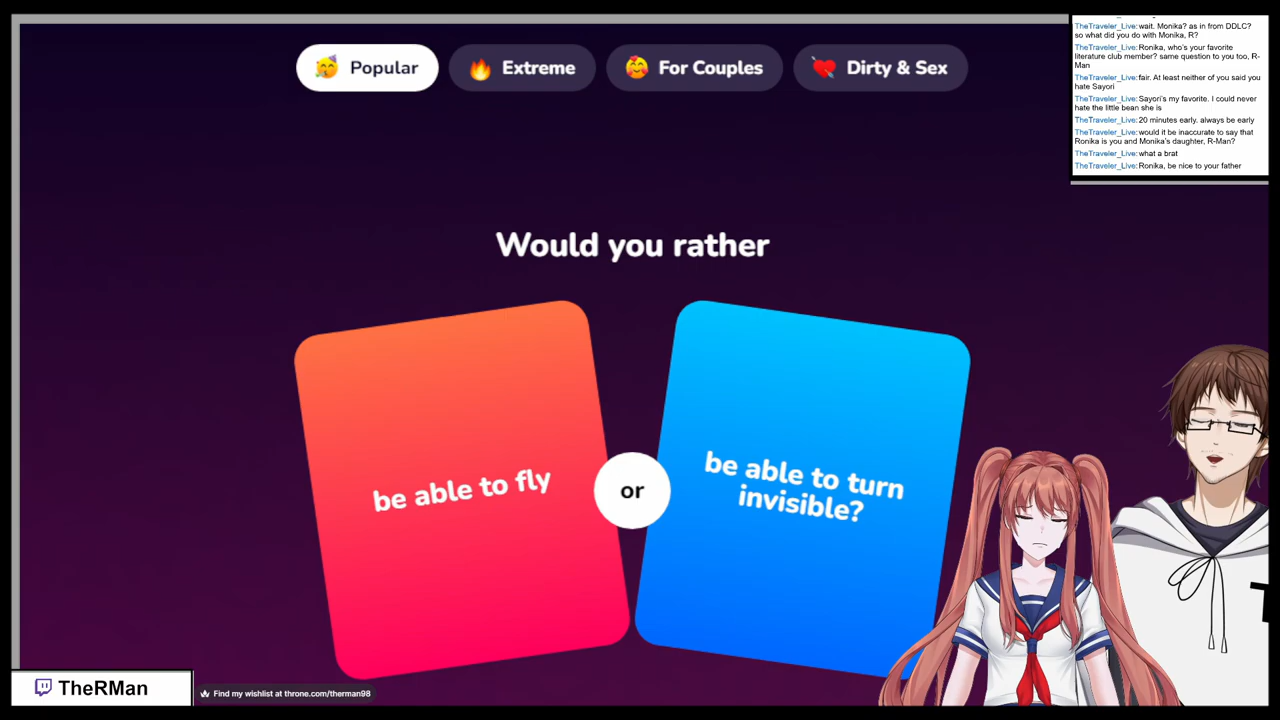 Popular
Extreme
For Couples
Dirty & Sex
TheTraveler_Live: wait. Monika? as in from DDLC?
so what did you do with Monika, R?
TheTraveler_Live: Ronika, who's your favorite
literature club member? same question to you too, R-
Man
TheTraveler_Live: fair. At least neither of you said you
hate Sayori
TheTraveler_Live: Sayori's my favorite. I could never
hate the little bean she is
TheTraveler_Live: 20 minutes early. always be early
TheTraveler_Live: would it be inaccurate to say that
Ronika is you and Monika's daughter, R-Man?
TheTraveler_Live: what a brat
TheTraveler_Live: Ronika, be nice to your father
Would you rather
be able to fly
or
be able to turn
invisible?
TheRMan
Find my wishlist at throne.com/therman98